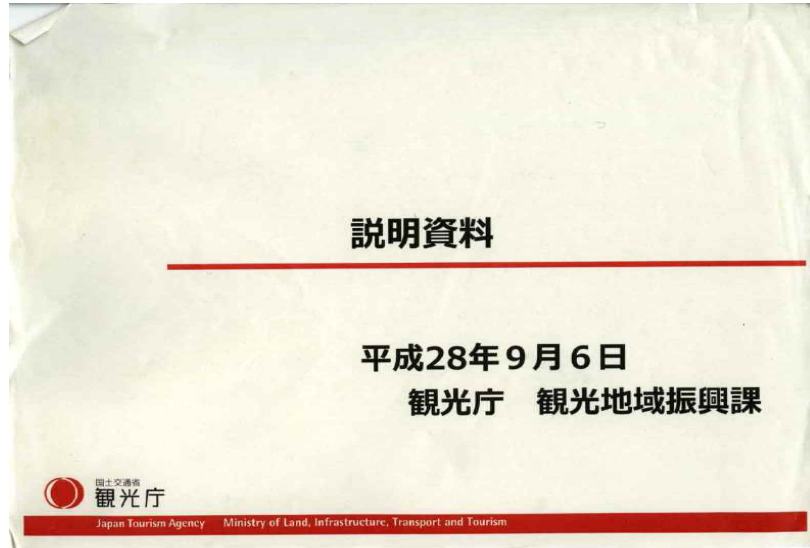 説明資料
平成28年9月6日
観光庁　観光地域振興課
国土交通省
観光庁
Japan Tourism Agency Ministry of Land, Infrastructure, Transport and Tourism